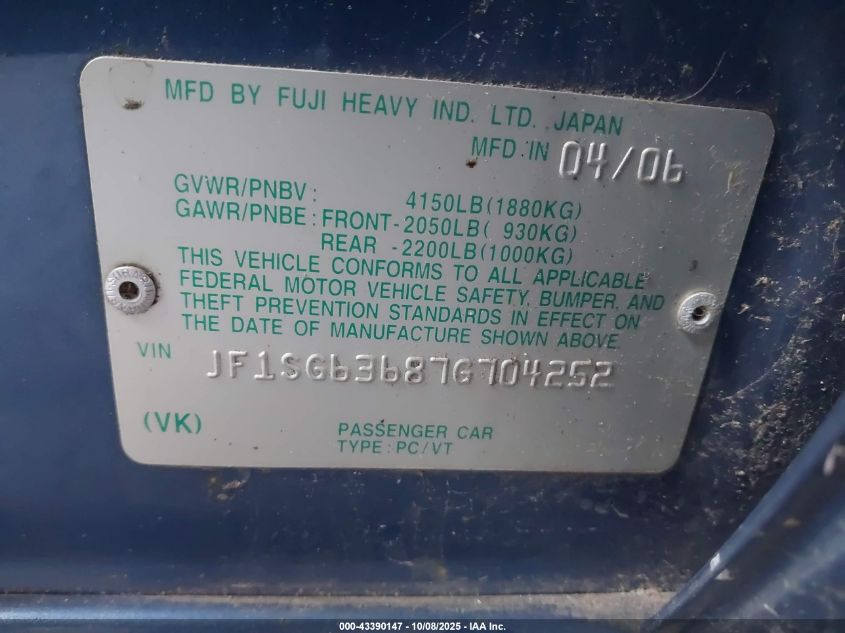 MFD BY FUJI HEAVY IND. LTD. JAPAN
MFD IN 04/06
GVWR/PNBV: 4150LB(1880KG)
GAWR/PNBE: FRONT-2050LB( 930KG)
REAR -2200LB(1000KG)
THIS VEHICLE CONFORMS TO ALL APPLICABLE
FEDERAL MOTOR VEHICLE SAFETY, BUMPER, AND
THEFT PREVENTION STANDARDS IN EFFECT ON
THE DATE OF MANUFACTURE SHOWN ABOVE.
VIN JF1SG63687G704252
(VK) PASSENGER CAR
TYPE: PC/VT
000-43390147 - 10/08/2025 - IAA Inc.